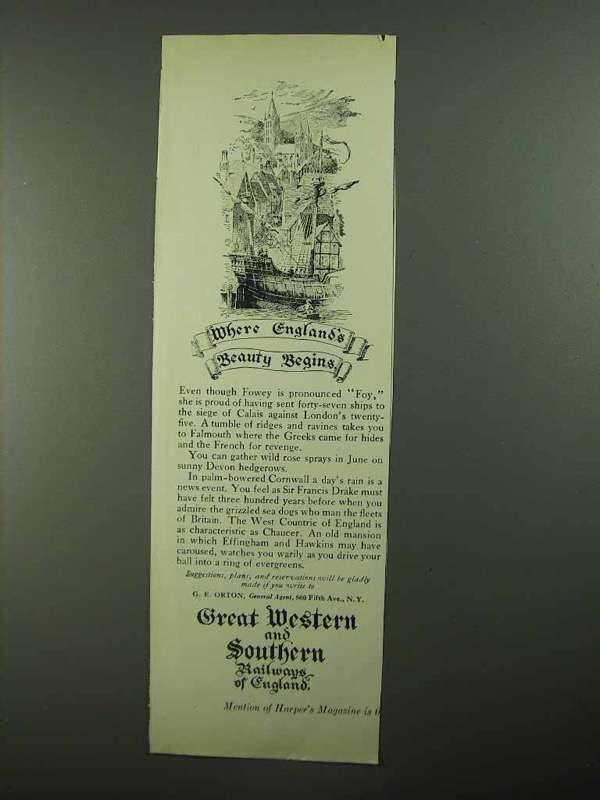 Where England's
Beauty Begins
Even though Fowey is pronounced "Foy,"
she is proud of having sent forty-seven ships to
the siege of Calais against London's twenty-
five. A tumble of ridges and ravines takes you
to Falmouth where the Greeks came for hides
and the French for revenge.
You can gather wild rose sprays in June on
sunny Devon hedgerows.
In palm-bowered Cornwall a day's rain is a
news event. You feel as Sir Francis Drake must
have felt three hundred years before when you
admire the grizzled sea dogs who man the fleets
of Britain. The West Countrie of England is
as characteristic as Chaucer. An old mansion
in which Effingham and Hawkins may have
caroused, watches you warily as you drive your
ball into a ring of evergreens.
Suggestions, plans, and reservations will be gladly
made if you write to
G. E. ORTON, General Agent, 560 Fifth Ave., N. Y.
Great Western
and
Southern
Railways
of England.
Mention of Harper's Magazine is